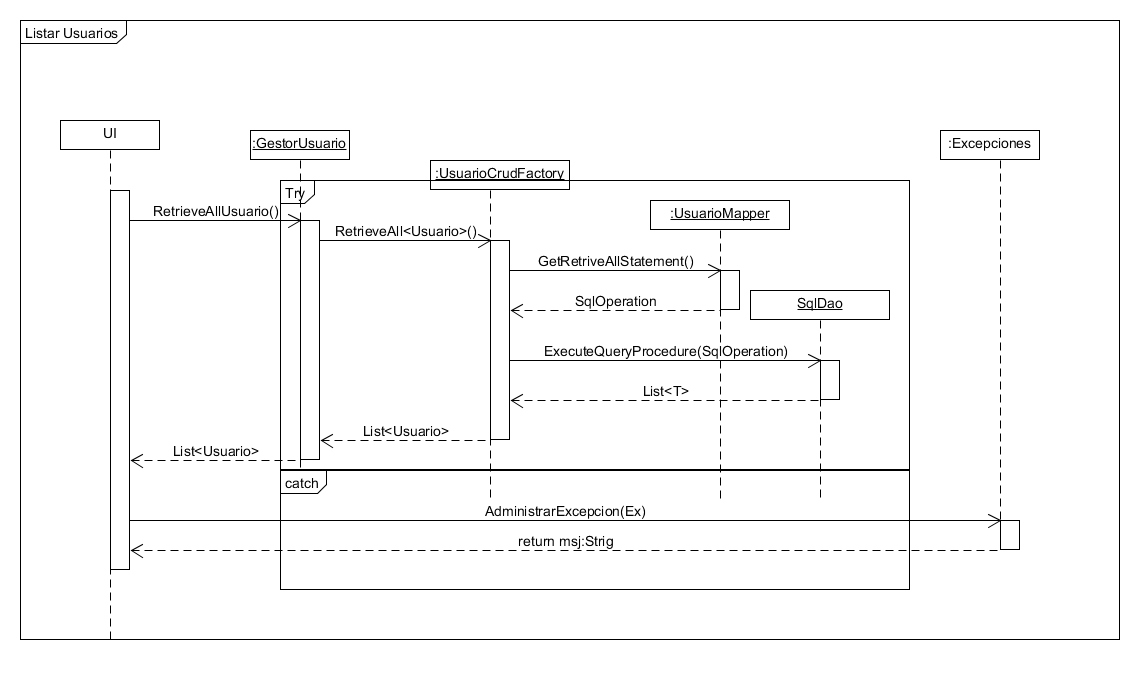 Listar Usuarios
UI
:GestorUsuario
:Excepciones
:UsuarioCrudFactory
Try
:UsuarioMapper
RetrieveAllUsuario()
RetrieveAll<Usuario>()
GetRetriveAllStatement()
SqlOperation
SqlDao
ExecuteQueryProcedure(SqlOperation)
List<T>
List<Usuario>
List<Usuario>
catch
AdministrarExcepcion(Ex)
return msj:Strig